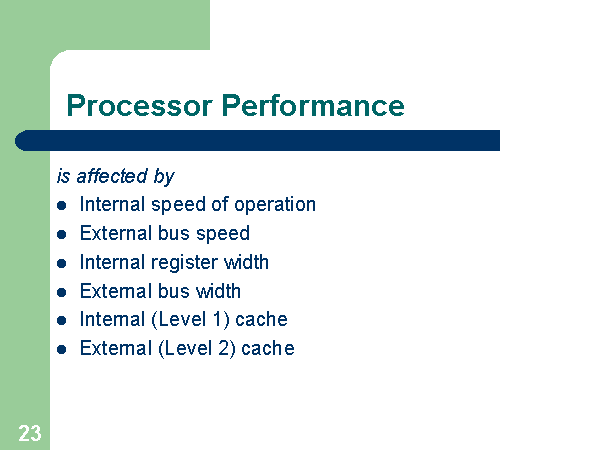 Processor Performance
is affected by
● Internal speed of operation
● External bus speed
● Internal register width
● External bus width
● Internal (Level 1) cache
● External (Level 2) cache
23